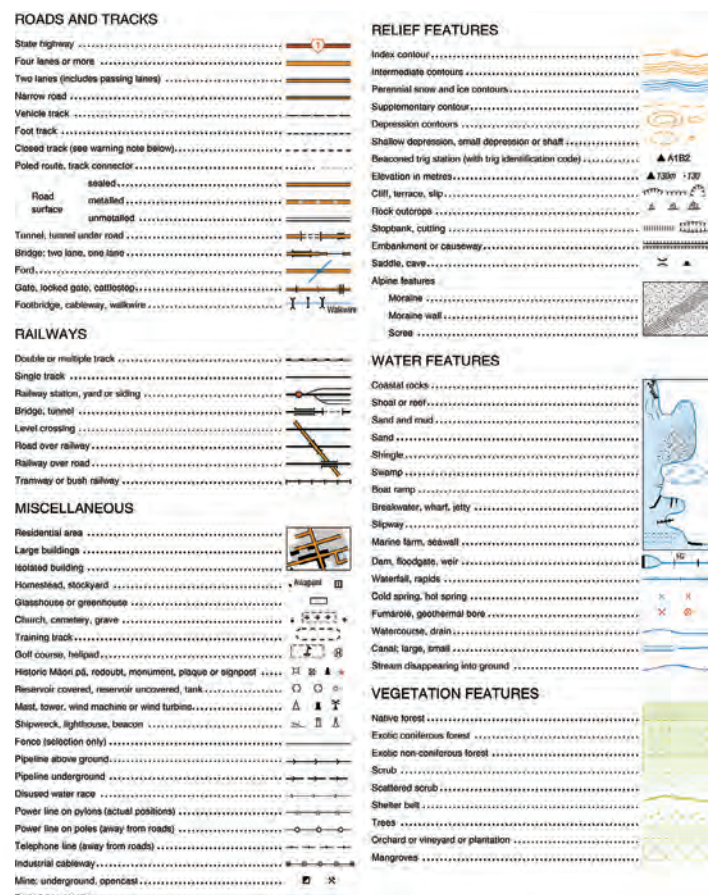 ROADS AND TRACKS
State highway
1
Four lanes or more
Two lanes (includes passing lanes)
Narrow road
Vehicle track
Foot track
Closed track (see warning note below)
Poled route, track connector
Road surface
sealed
metalled
unmetalled
Tunnel, tunnel under road
Bridge; two lane, one lane
Ford
Gate, locked gate, cattlestop
Footbridge, cableway, walkwire
Walkwire
RAILWAYS
Double or multiple track
Single track
Railway station, yard or siding
Bridge, tunnel
Level crossing
Road over railway
Railway over road
Tramway or bush railway
MISCELLANEOUS
Residential area
Large buildings
Isolated building
Homestead, stockyard
Glasshouse or greenhouse
Church, cemetery, grave
Training track
Golf course, helipad
Historic Māori pā, redoubt, monument, plaque or signpost
Reservoir covered, reservoir uncovered, tank
Mast, tower, wind machine or wind turbine
Shipwreck, lighthouse, beacon
Fence (selection only)
Pipeline above ground
Pipeline underground
Disused water race
Power line on pylons (actual positions)
Power line on poles (away from roads)
Telephone line (away from roads)
Industrial cableway
Mine; underground, opencast
RELIEF FEATURES
Index contour
Intermediate contours
Perennial snow and ice contours
Supplementary contour
Depression contours
Shallow depression, small depression or shaft
Beaconed trig station (with trig identification code)
A1B2
Elevation in metres
130m
130
Cliff, terrace, slip
Rock outcrops
Stopbank, cutting
Embankment or causeway
Saddle, cave
Alpine features
Moraine
Moraine wall
Scree
WATER FEATURES
Coastal rocks
Shoal or reef
Sand and mud
Sand
Shingle
Swamp
Boat ramp
Breakwater, wharf, jetty
Slipway
Marine farm, seawall
Dam, floodgate, weir
Waterfall, rapids
Cold spring, hot spring
Fumarole, geothermal bore
Watercourse, drain
Canal; large, small
Stream disappearing into ground
VEGETATION FEATURES
Native forest
Exotic coniferous forest
Exotic non-coniferous forest
Scrub
Scattered scrub
Shelter belt
Trees
Orchard or vineyard or plantation
Mangroves